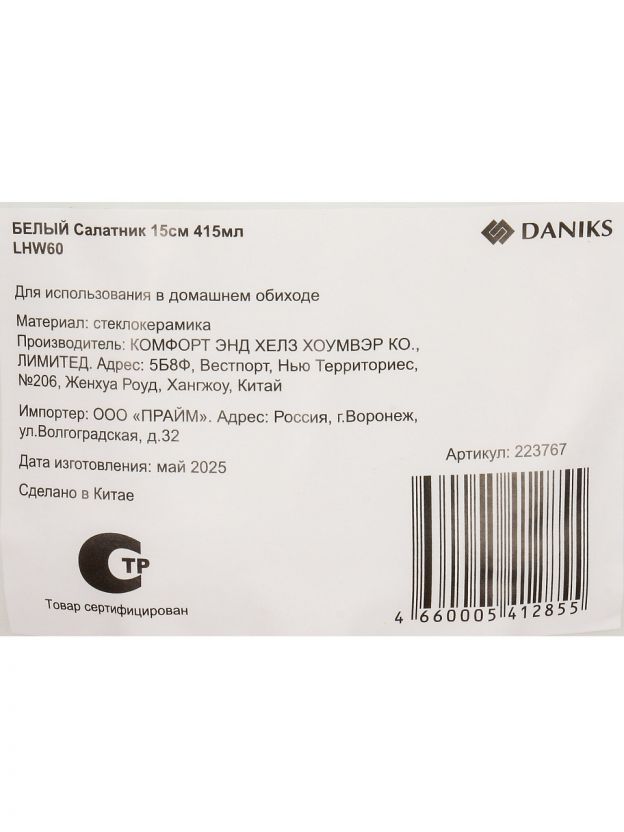 БЕЛЫЙ Салатник 15см 415мл
LHW60
DANIKS
Для использования в домашнем обиходе
Материал: стеклокерамика
Производитель: КОМФОРТ ЭНД ХЕЛЗ ХОУМВЭР КО.,
ЛИМИТЕД. Адрес: 5Б8Ф, Вестпорт, Нью Территориес,
№206, Женхуа Роуд, Хангжоу, Китай
Импортер: ООО «ПРАЙМ». Адрес: Россия, г.Воронеж,
ул.Волгоградская, д.32
Дата изготовления: май 2025
Сделано в Китае
Артикул: 223767
ТР
Товар сертифицирован
4 660005 412855